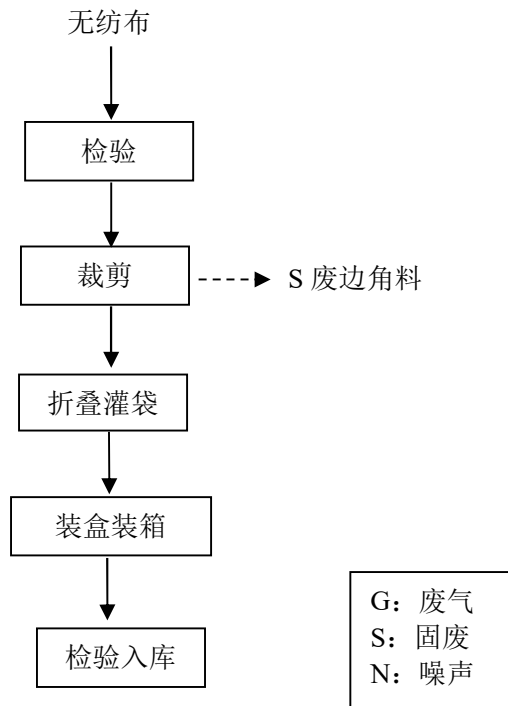 无纺布
检验
裁剪
S 废边角料
折叠灌袋
装盒装箱
检验入库
G：废气
S：固废
N：噪声